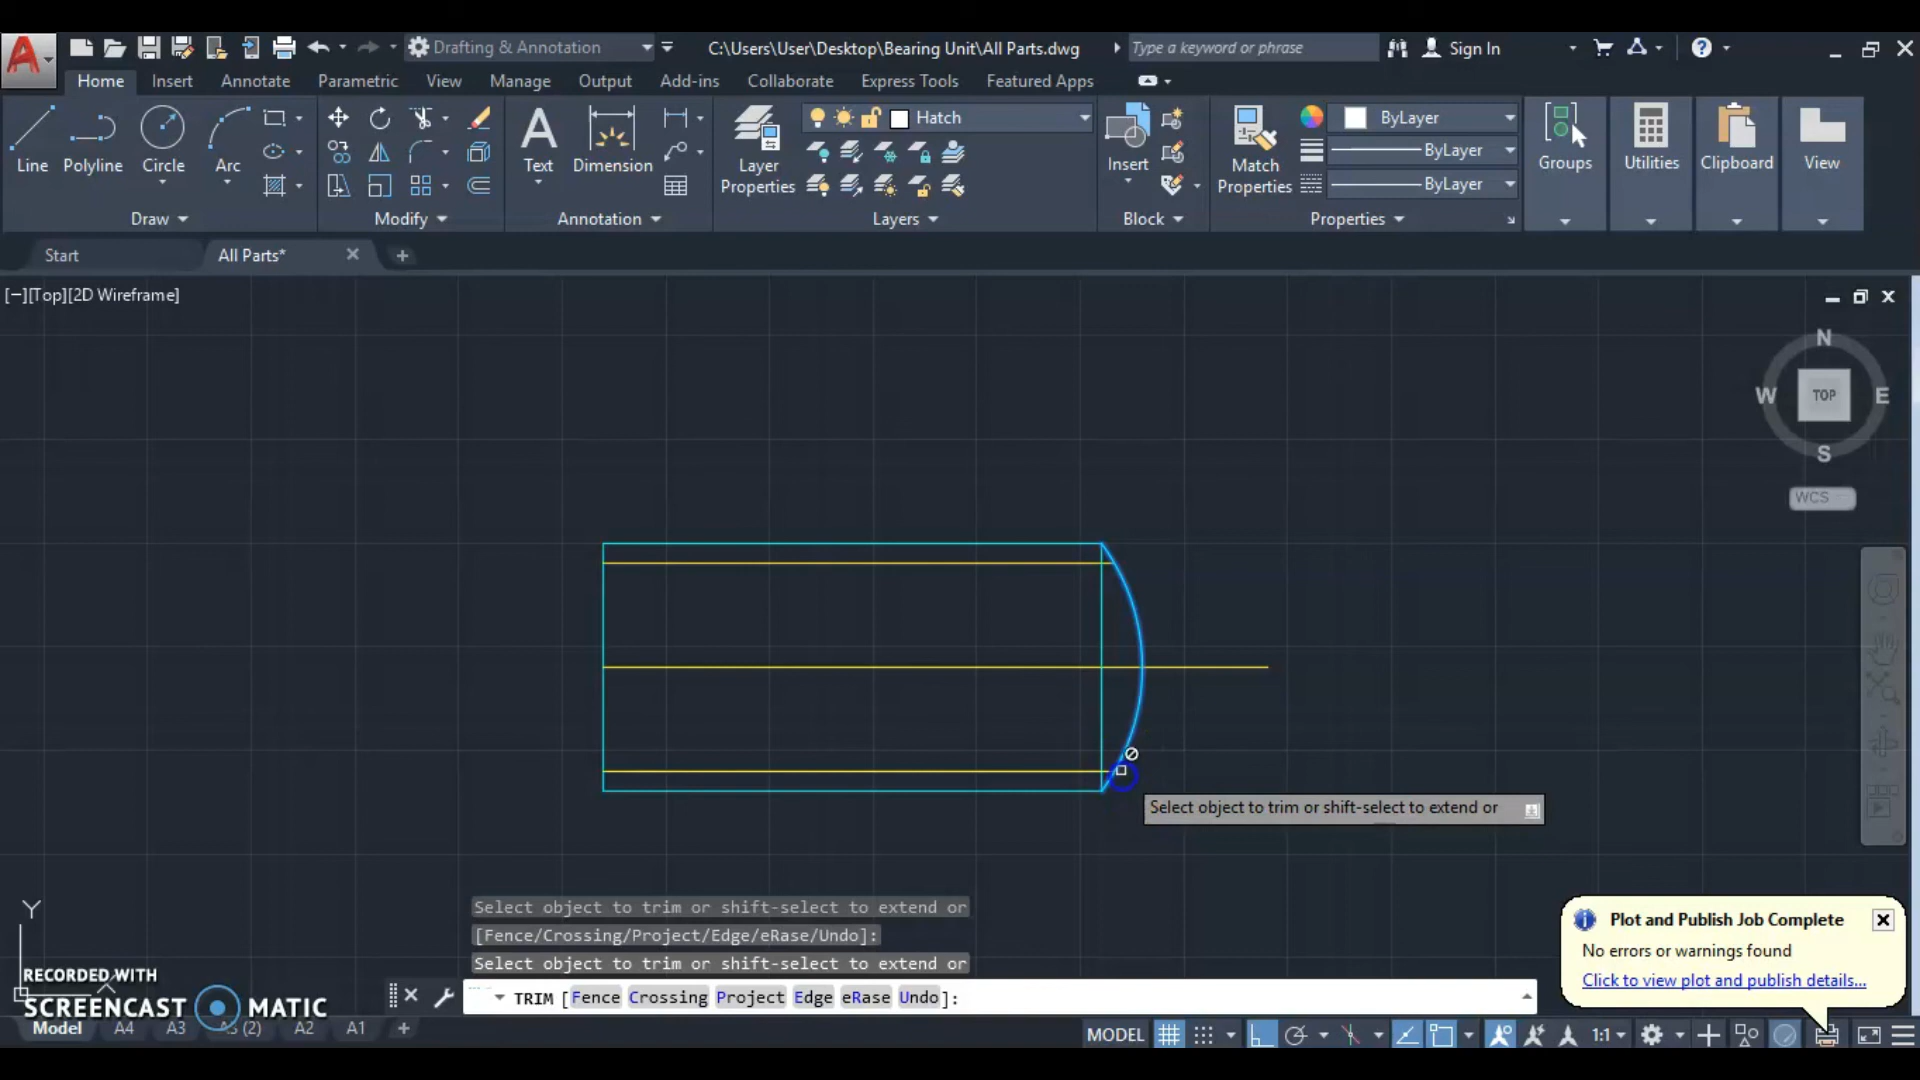 A
Drafting & Annotation
C:\Users\User\Desktop\Bearing Unit\All Parts.dwg
Type a keyword or phrase
Sign In
Home Insert Annotate Parametric View Manage Output Add-ins Collaborate Express Tools Featured Apps
Line Polyline Circle Arc
Draw
Modify
A
Text Dimension
Annotation
Layer
Properties
Hatch
Layers
Insert
Block
Match
Properties
ByLayer
ByLayer
ByLayer
Properties
Groups
Utilities
Clipboard
View
Start All Parts*
[−][Top][2D Wireframe]
N
W TOP E
S
WCS
Select object to trim or shift-select to extend or
Y
Select object to trim or shift-select to extend or
[Fence/Crossing/Project/Edge/eRase/Undo]:
Select object to trim or shift-select to extend or
TRIM [Fence Crossing Project Edge eRase Undo]:
Plot and Publish Job Complete
No errors or warnings found
Click to view plot and publish details...
RECORDED WITH
SCREENCAST MATIC
Model A4 A3 (2) A2 A1
MODEL 1:1